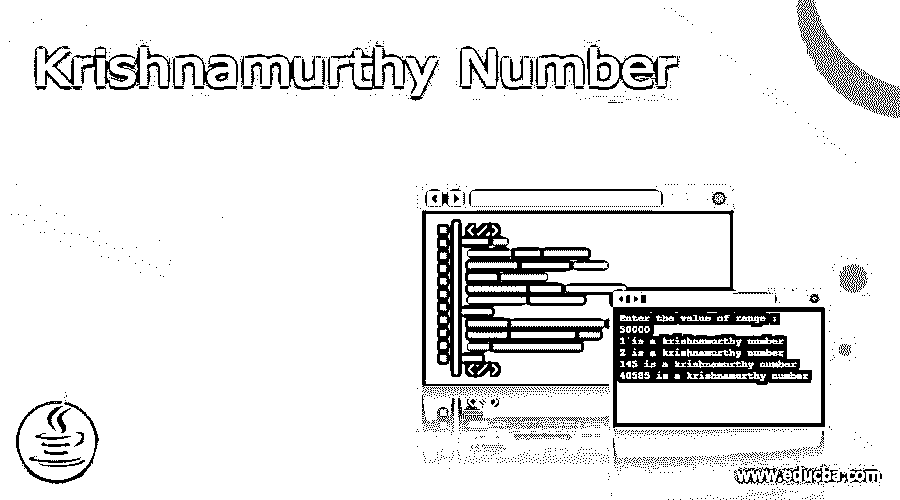 Krishnamurthy Number
Enter the value of range :
50000
1 is a krishnamurthy number
2 is a krishnamurthy number
145 is a krishnamurthy number
40585 is a krishnamurthy number
www.educba.com